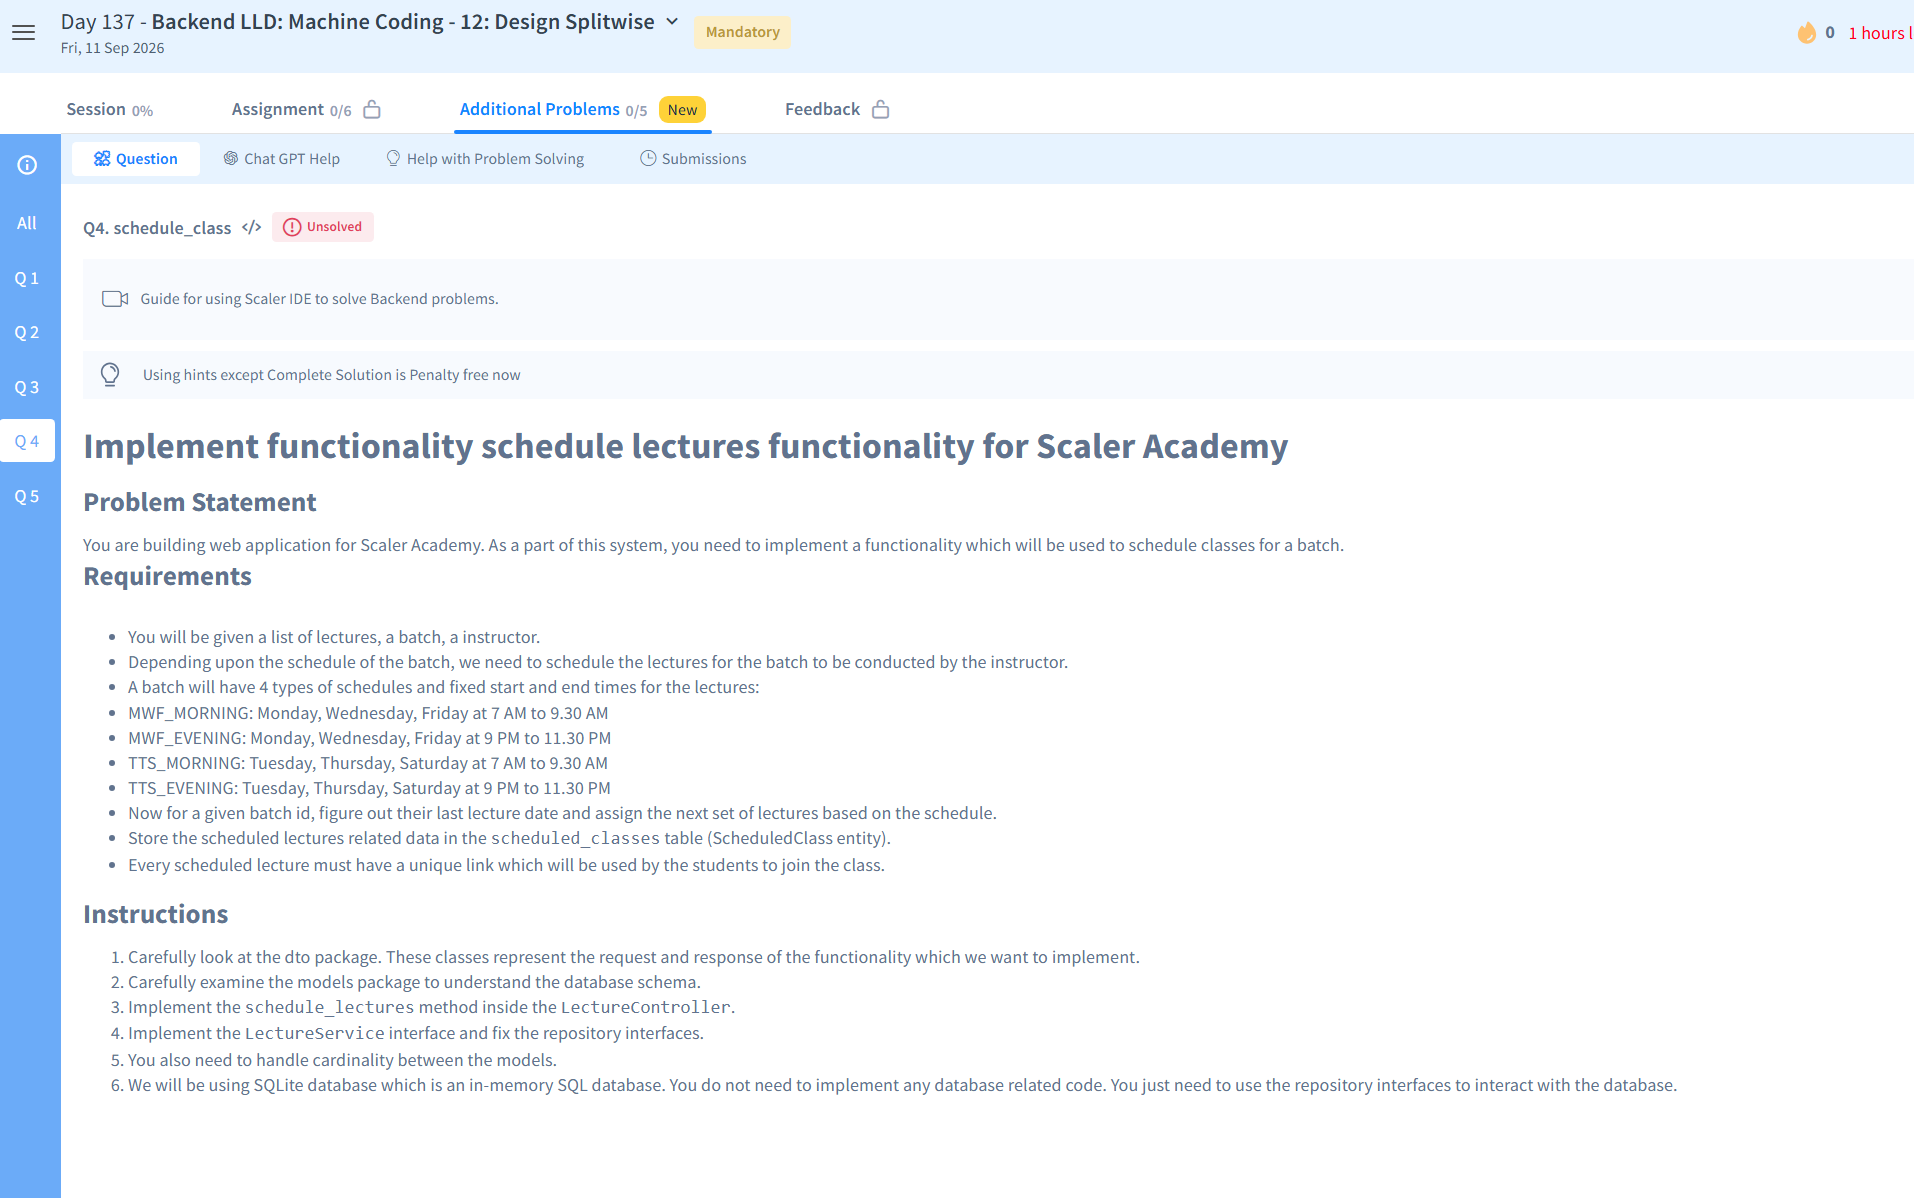 Day 137 - Backend LLD: Machine Coding - 12: Design Splitwise
Mandatory
0
1 hours l
Fri, 11 Sep 2026
Session 0%
Assignment 0/6
Additional Problems 0/5 New
Feedback
Question
Chat GPT Help
Help with Problem Solving
Submissions
All
Q 1
Q 2
Q 3
Q 4
Q 5
Q4. schedule_class </> Unsolved
Guide for using Scaler IDE to solve Backend problems.
Using hints except Complete Solution is Penalty free now
Implement functionality schedule lectures functionality for Scaler Academy
Problem Statement
You are building web application for Scaler Academy. As a part of this system, you need to implement a functionality which will be used to schedule classes for a batch.
Requirements
• You will be given a list of lectures, a batch, a instructor.
• Depending upon the schedule of the batch, we need to schedule the lectures for the batch to be conducted by the instructor.
• A batch will have 4 types of schedules and fixed start and end times for the lectures:
• MWF_MORNING: Monday, Wednesday, Friday at 7 AM to 9.30 AM
• MWF_EVENING: Monday, Wednesday, Friday at 9 PM to 11.30 PM
• TTS_MORNING: Tuesday, Thursday, Saturday at 7 AM to 9.30 AM
• TTS_EVENING: Tuesday, Thursday, Saturday at 9 PM to 11.30 PM
• Now for a given batch id, figure out their last lecture date and assign the next set of lectures based on the schedule.
• Store the scheduled lectures related data in the scheduled_classes table (ScheduledClass entity).
• Every scheduled lecture must have a unique link which will be used by the students to join the class.
Instructions
1. Carefully look at the dto package. These classes represent the request and response of the functionality which we want to implement.
2. Carefully examine the models package to understand the database schema.
3. Implement the schedule_lectures method inside the LectureController.
4. Implement the LectureService interface and fix the repository interfaces.
5. You also need to handle cardinality between the models.
6. We will be using SQLite database which is an in-memory SQL database. You do not need to implement any database related code. You just need to use the repository interfaces to interact with the database.